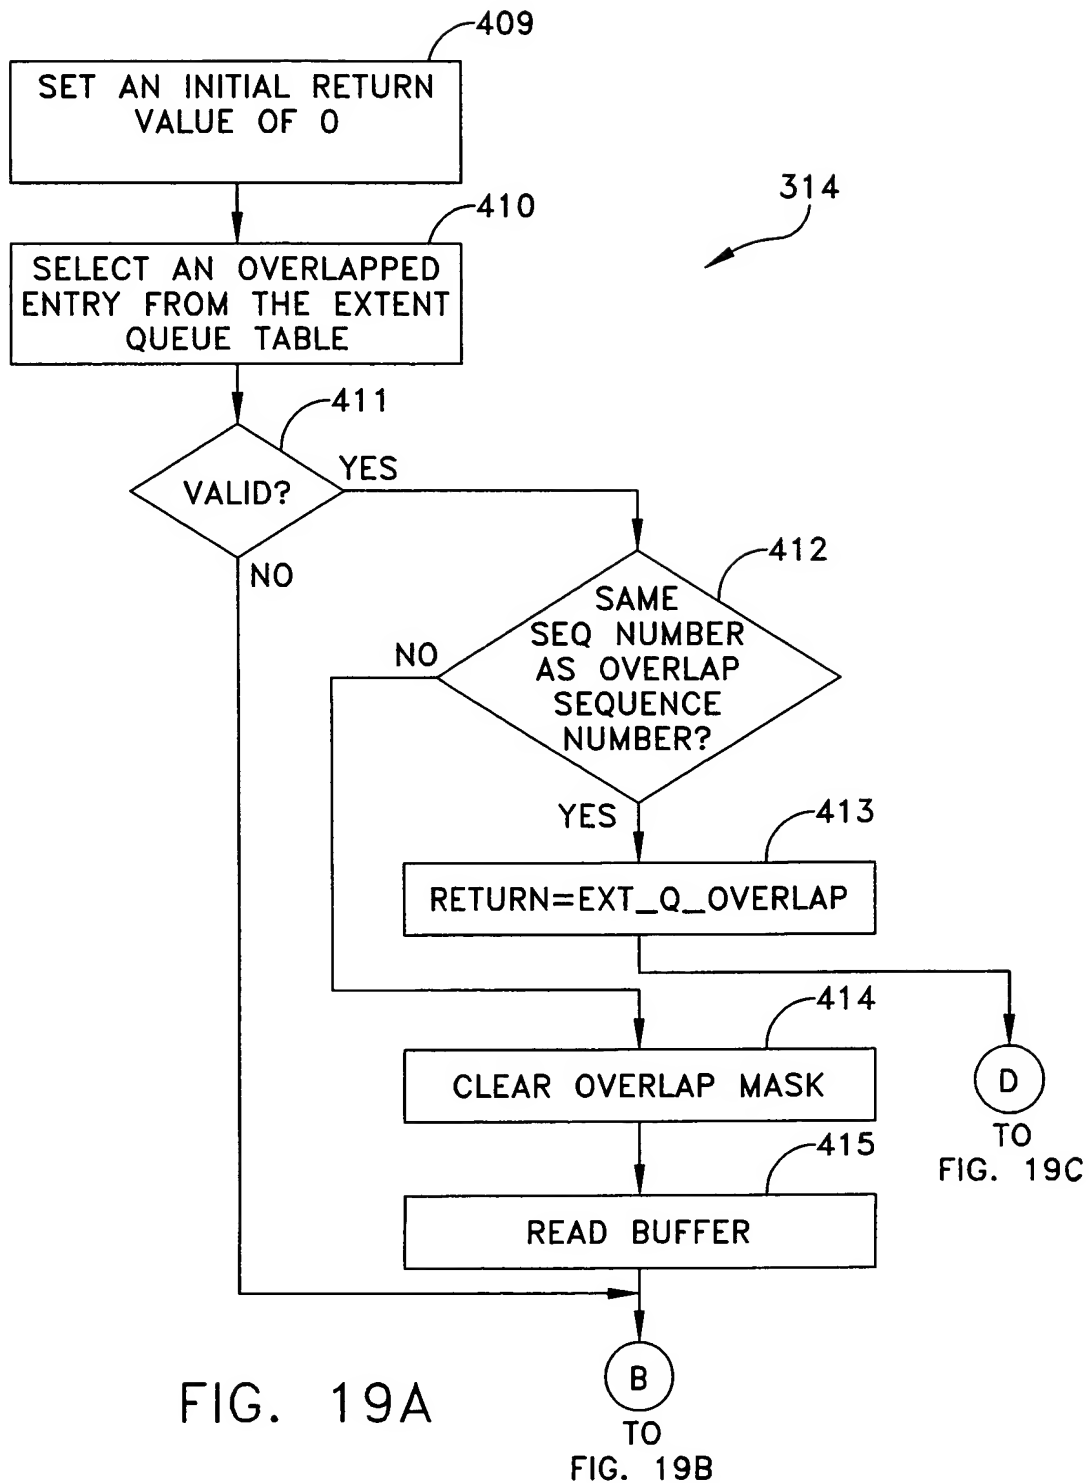 409
SET AN INITIAL RETURN
VALUE OF 0
314
410
SELECT AN OVERLAPPED
ENTRY FROM THE EXTENT
QUEUE TABLE
411
YES
VALID?
NO
412
SAME
SEQ NUMBER
AS OVERLAP
SEQUENCE
NUMBER?
NO
YES
413
RETURN=EXT_Q_OVERLAP
414
CLEAR OVERLAP MASK
D
TO
FIG. 19C
415
READ BUFFER
B
TO
FIG. 19B
FIG. 19A